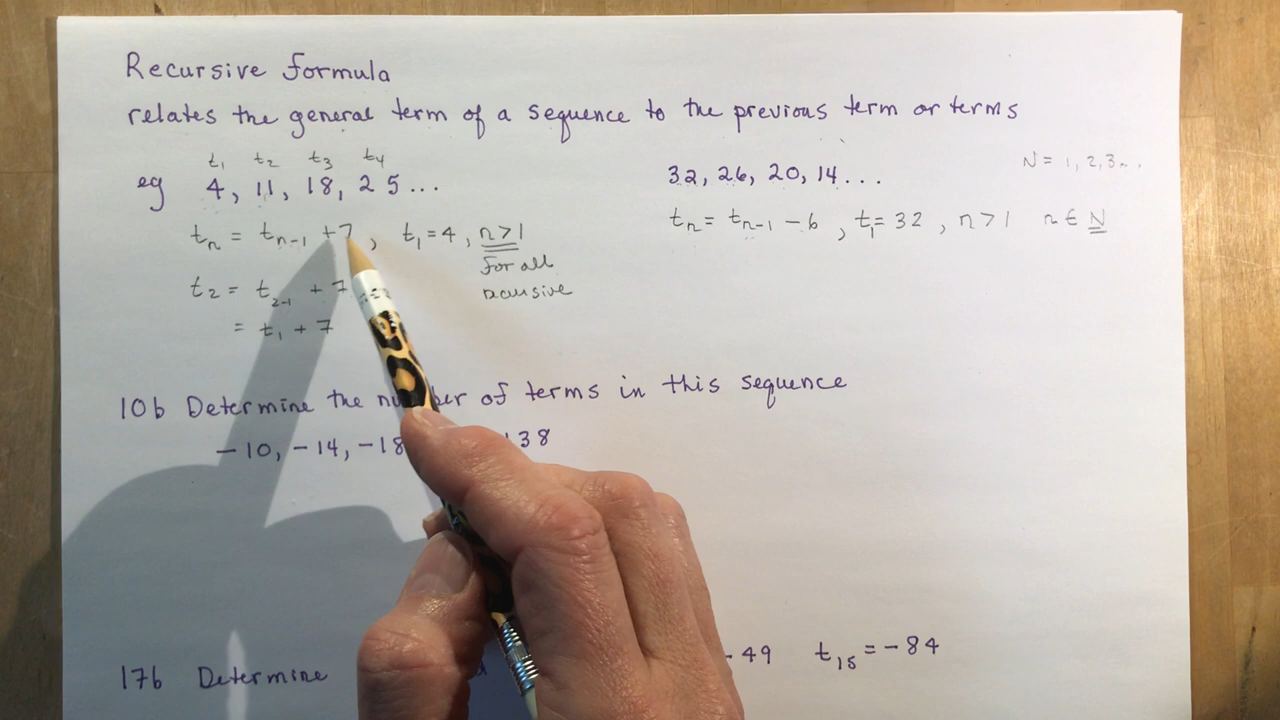 Recursive formula
relates the general term of a sequence to the previous term or terms
t₁ t₂ t₃ t₄
eg 4, 11, 18, 25...
tₙ = tₙ₋₁ +7, t₁=4, n>1
for all
recursive
t₂ = t₂₋₁ + 7
= t₁ + 7
32, 26, 20, 14...
N = 1, 2, 3...
tₙ = tₙ₋₁ − 6, t₁= 32, n>1 n ∈ N
10b Determine the number of terms in this sequence
−10, −14, −18 138
17b Determine 49 t₁₅ = −84